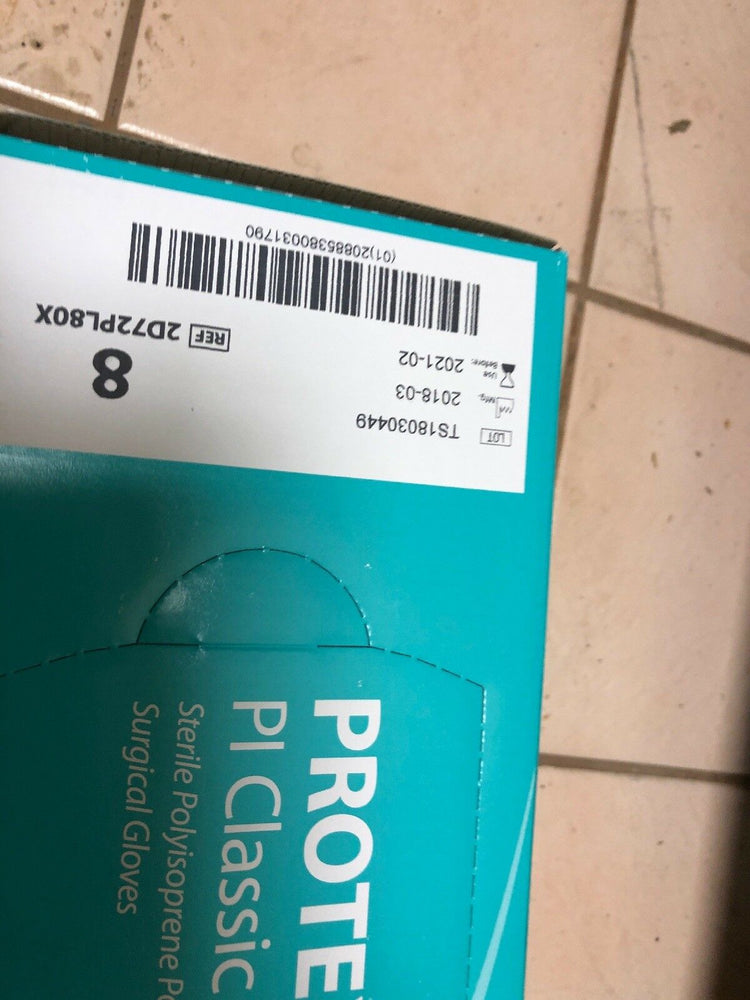 LOT TS18030449
Mfg. 2018-03
Use Before: 2021-02
8
REF 2D72PL80X
(01)20885380031790
PROTE
PI Classic
Sterile Polyisoprene
Surgical Gloves